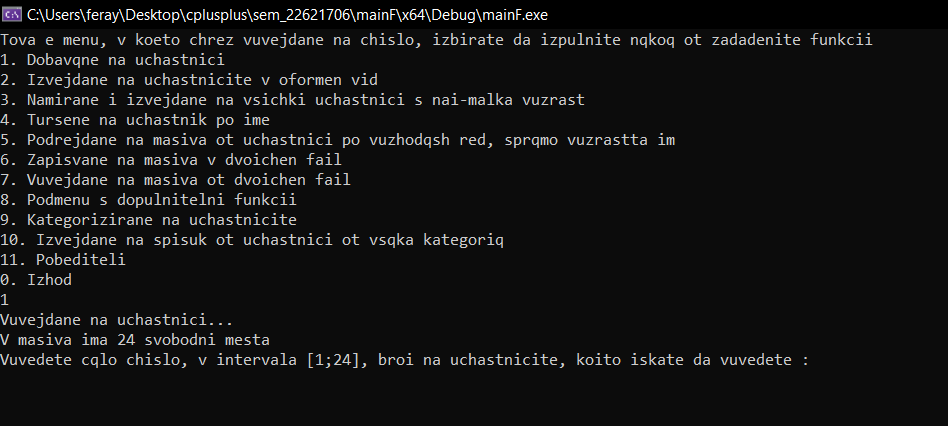 C:\Users\feray\Desktop\cplusplus\sem_22621706\mainF\x64\Debug\mainF.exe
Tova e menu, v koeto chrez vuvejdane na chislo, izbirate da izpulnite nqkoq ot zadadenite funkcii
1. Dobavqne na uchastnici
2. Izvejdane na uchastnicite v oformen vid
3. Namirane i izvejdane na vsichki uchastnici s nai-malka vuzrast
4. Tursene na uchastnik po ime
5. Podrejdane na masiva ot uchastnici po vuzhodqsh red, sprqmo vuzrastta im
6. Zapisvane na masiva v dvoichen fail
7. Vuvejdane na masiva ot dvoichen fail
8. Podmenu s dopulnitelni funkcii
9. Kategorizirane na uchastnicite
10. Izvejdane na spisuk ot uchastnici ot vsqka kategoriq
11. Pobediteli
0. Izhod
1
Vuvejdane na uchastnici...
V masiva ima 24 svobodni mesta
Vuvedete cqlo chislo, v intervala [1;24], broi na uchastnicite, koito iskate da vuvedete :